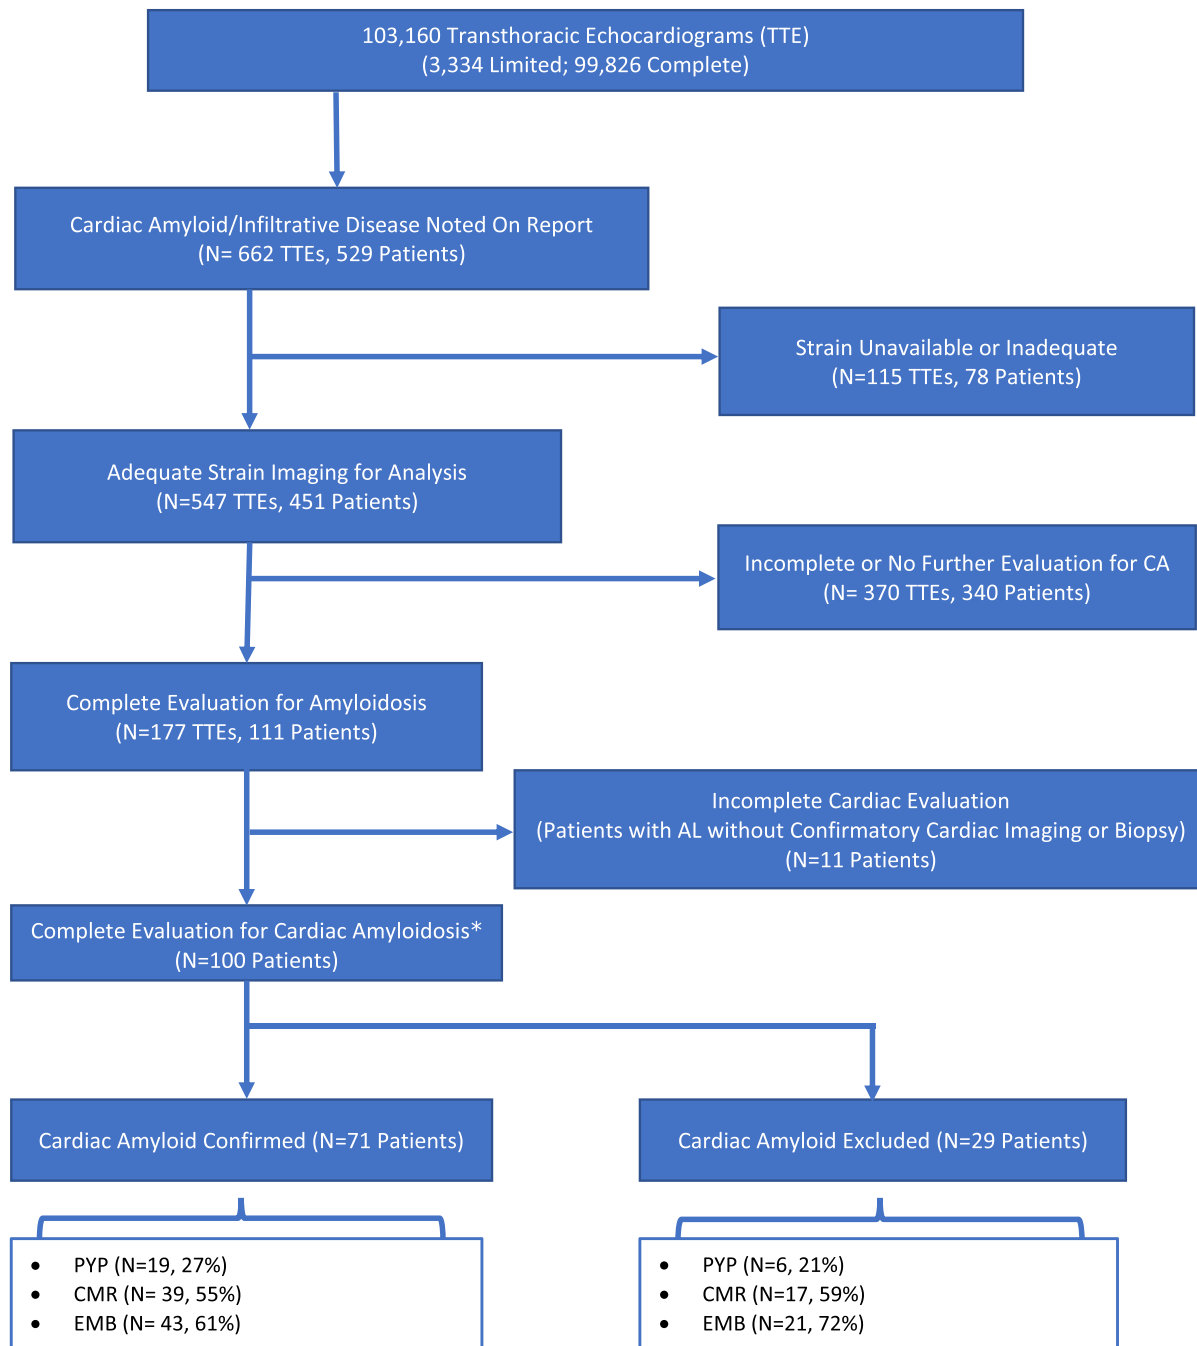 103,160 Transthoracic Echocardiograms (TTE)
(3,334 Limited; 99,826 Complete)
Cardiac Amyloid/Infiltrative Disease Noted On Report
(N= 662 TTEs, 529 Patients)
Strain Unavailable or Inadequate
(N=115 TTEs, 78 Patients)
Adequate Strain Imaging for Analysis
(N=547 TTEs, 451 Patients)
Incomplete or No Further Evaluation for CA
(N= 370 TTEs, 340 Patients)
Complete Evaluation for Amyloidosis
(N=177 TTEs, 111 Patients)
Incomplete Cardiac Evaluation
(Patients with AL without Confirmatory Cardiac Imaging or Biopsy)
(N=11 Patients)
Complete Evaluation for Cardiac Amyloidosis*
(N=100 Patients)
Cardiac Amyloid Confirmed (N=71 Patients)
Cardiac Amyloid Excluded (N=29 Patients)
• PYP (N=19, 27%)
• CMR (N= 39, 55%)
• EMB (N= 43, 61%)
• PYP (N=6, 21%)
• CMR (N=17, 59%)
• EMB (N=21, 72%)